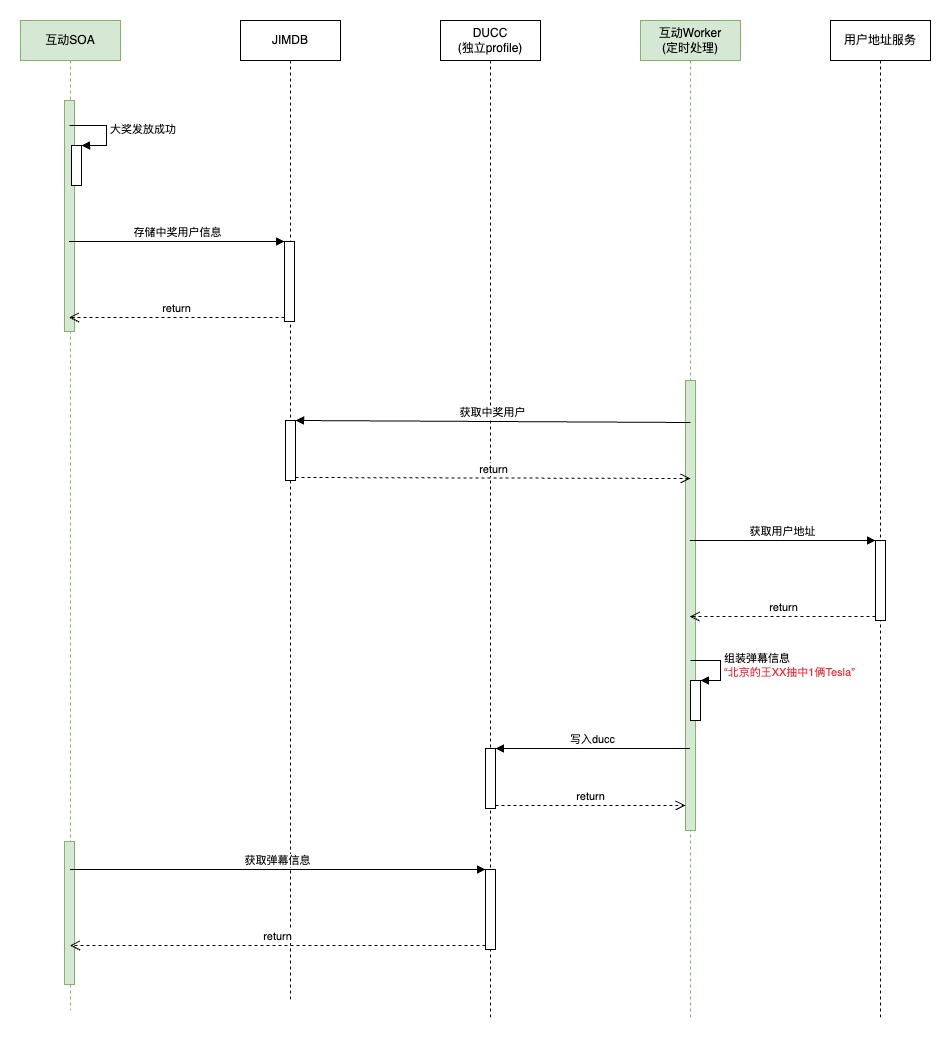 互动SOA
JIMDB
DUCC
(独立profile)
互动Worker
(定时处理)
用户地址服务
大奖发放成功
存储中奖用户信息
return
获取中奖用户
return
获取用户地址
return
组装弹幕信息
“北京的王XX抽中1俩Tesla”
写入ducc
return
获取弹幕信息
return